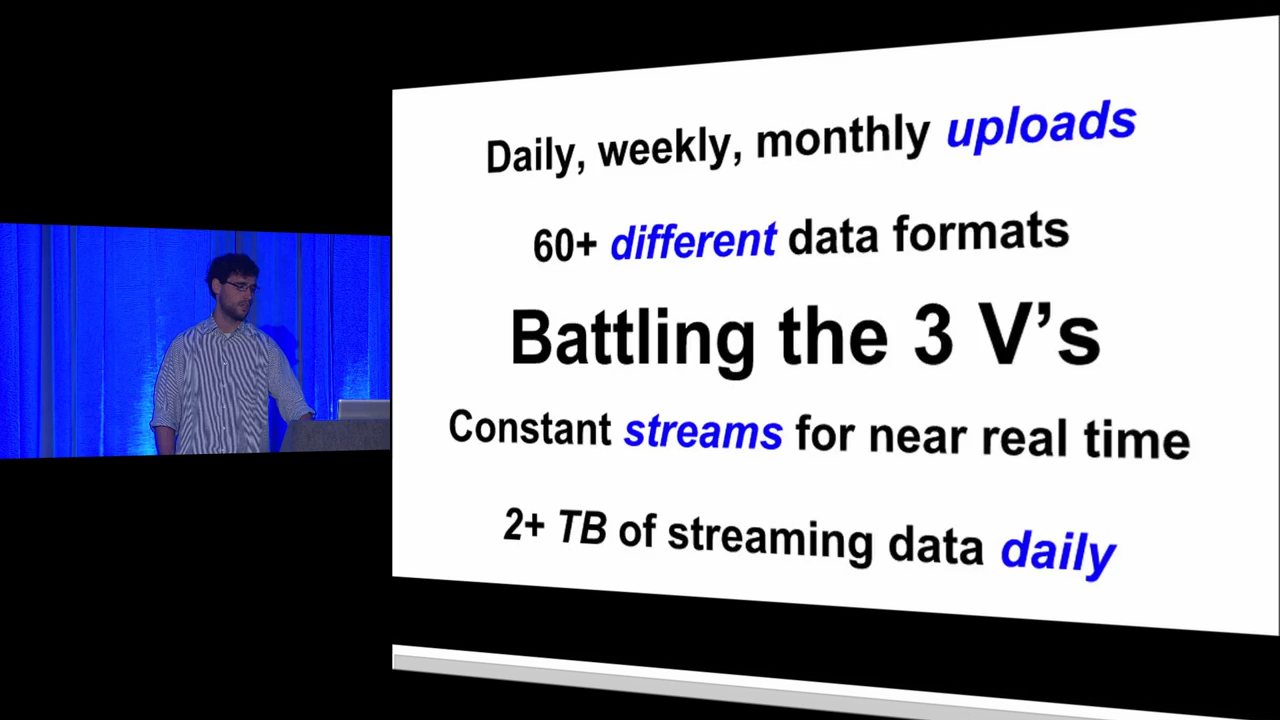 Daily, weekly, monthly uploads
60+ different data formats
Battling the 3 V’s
Constant streams for near real time
2+ TB of streaming data daily